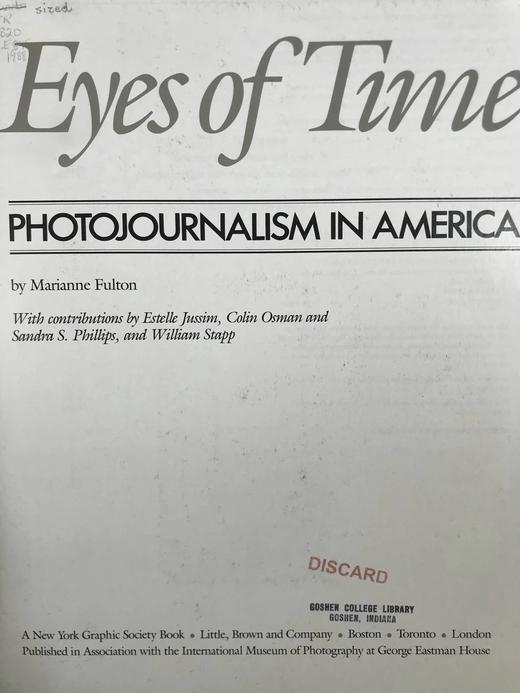 sized
820
1988
Eyes of Time
PHOTOJOURNALISM IN AMERICA
by Marianne Fulton
With contributions by Estelle Jussim, Colin Osman and
Sandra S. Phillips, and William Stapp
DISCARD
GOSHEN COLLEGE LIBRARY
GOSHEN, INDIANA
A New York Graphic Society Book • Little, Brown and Company • Boston • Toronto • London
Published in Association with the International Museum of Photography at George Eastman House